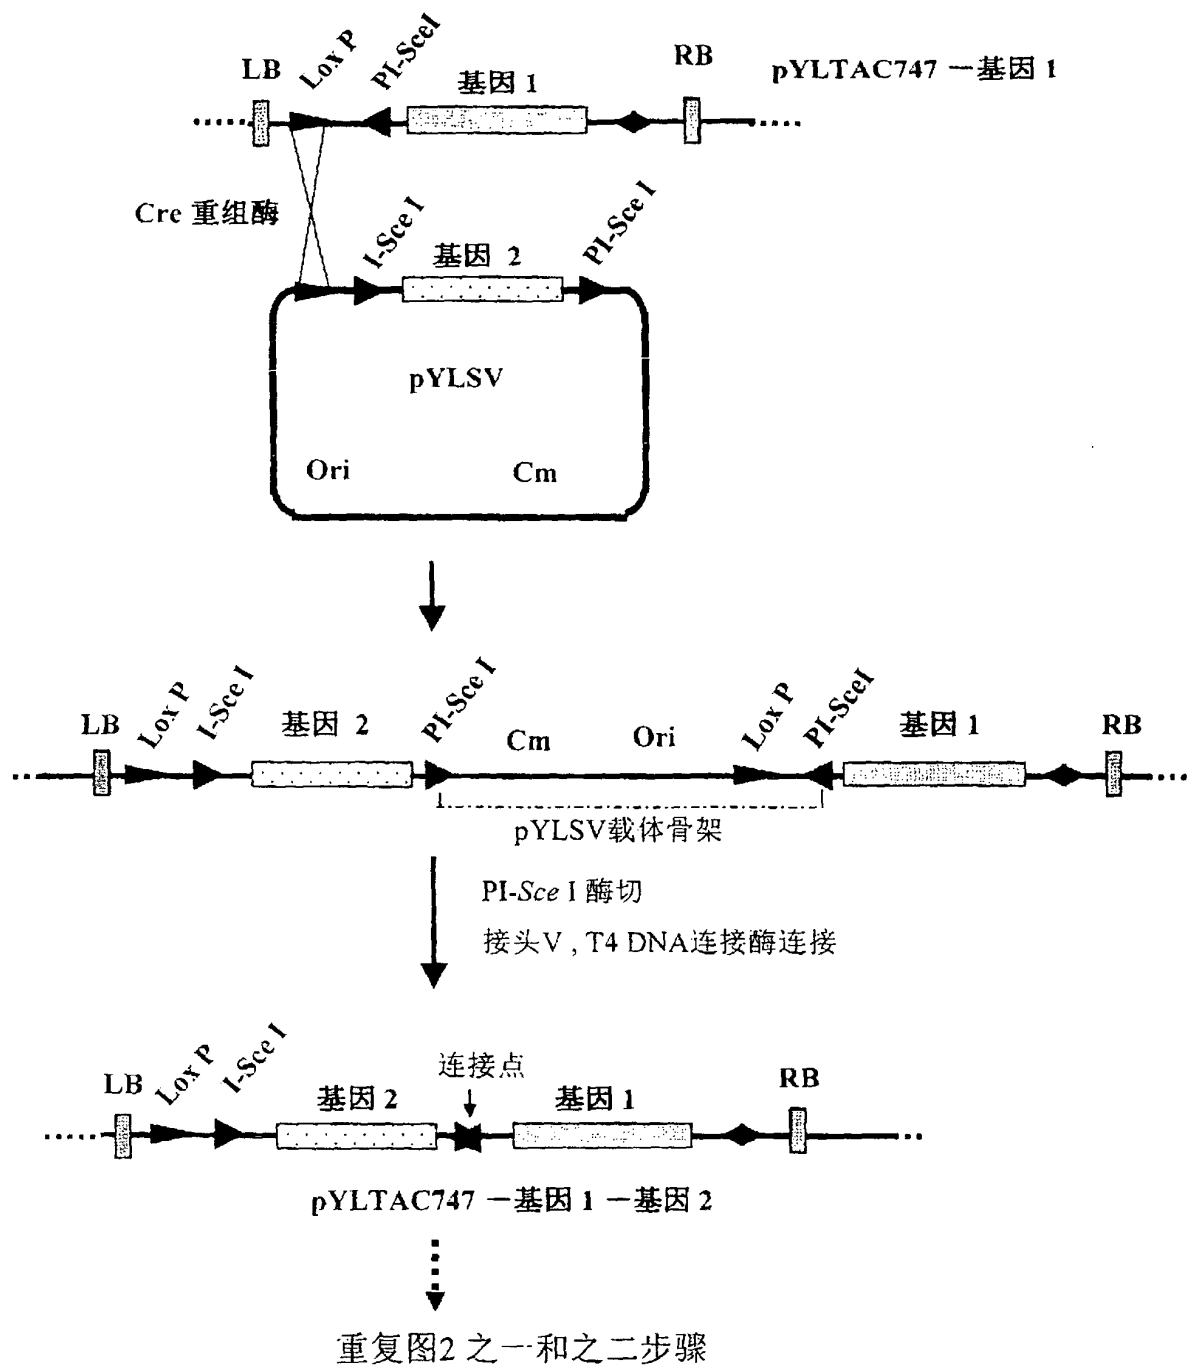 LB Lox P PI-SceI 基因 1 RB pYLTAC747 －基因 1
Cre 重组酶
I-Sce I 基因 2 PI-Sce I
pYLSV
Ori Cm
LB Lox P I-Sce I 基因 2 PI-Sce I Cm Ori Lox P PI-SceI 基因 1 RB
pYLSV载体骨架
PI-Sce I 酶切
接头V , T4 DNA连接酶连接
LB Lox P I-Sce I 基因 2 连接点 基因 1 RB
pYLTAC747 －基因 1 －基因 2
重复图2 之一和之二步骤